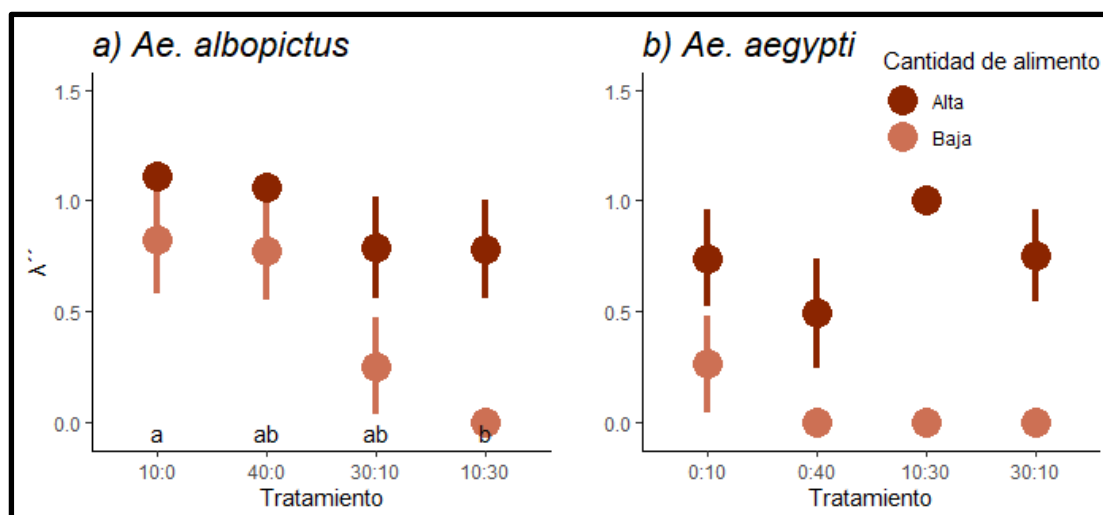 a) Ae. albopictus
1.5
1.0
0.5
0.0
λ´´
a ab ab b
10:0 40:0 30:10 10:30
Tratamiento
b) Ae. aegypti
Cantidad de alimento
Alta
Baja
1.5
1.0
0.5
0.0
0:10 0:40 10:30 30:10
Tratamiento